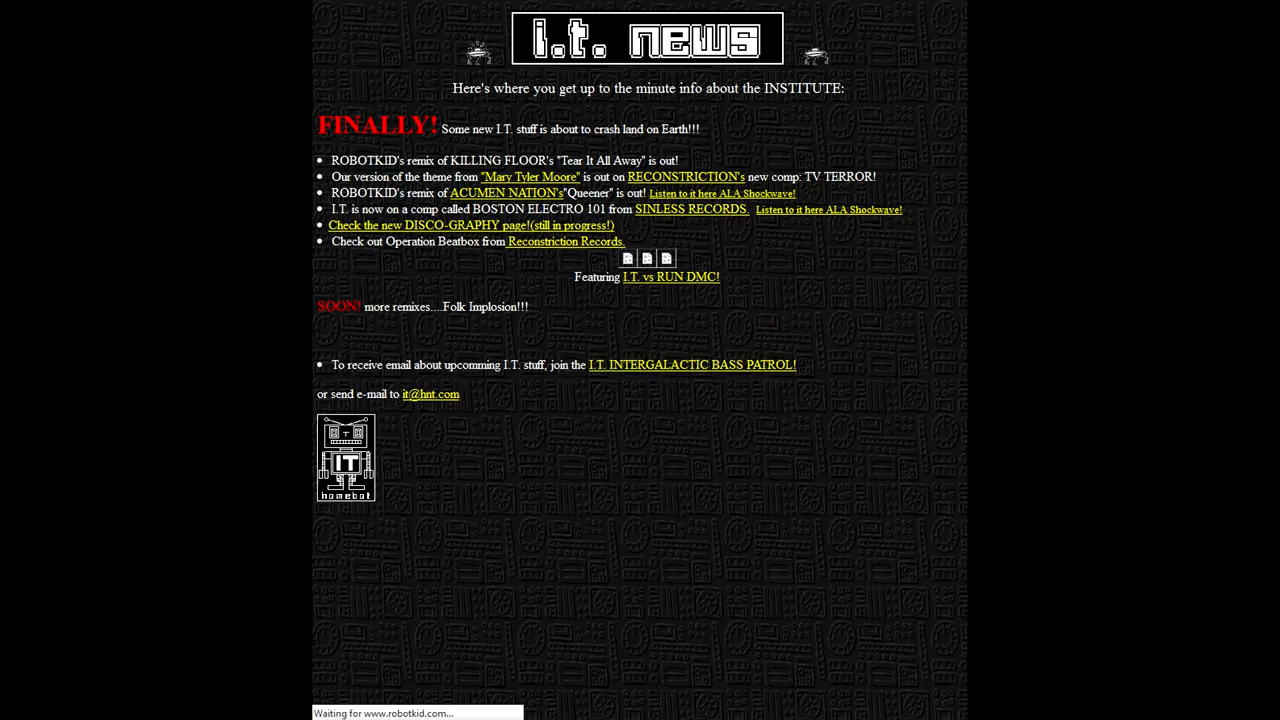 i.t. news
Here's where you get up to the minute info about the INSTITUTE:
FINALLY! Some new I.T. stuff is about to crash land on Earth!!!
ROBOTKID's remix of KILLING FLOOR's "Tear It All Away" is out!
Our version of the theme from "Mary Tyler Moore" is out on RECONSTRICTION's new comp: TV TERROR!
ROBOTKID's remix of ACUMEN NATION's"Queener" is out! Listen to it here ALA Shockwave!
I.T. is now on a comp called BOSTON ELECTRO 101 from SINLESS RECORDS. Listen to it here ALA Shockwave!
Check the new DISCO-GRAPHY page!(still in progress!)
Check out Operation Beatbox from Reconstriction Records.
Featuring I.T. vs RUN DMC!
SOON! more remixes....Folk Implosion!!!
To receive email about upcomming I.T. stuff, join the I.T. INTERGALACTIC BASS PATROL!
or send e-mail to it@hnt.com
IT
homebot
Waiting for www.robotkid.com...